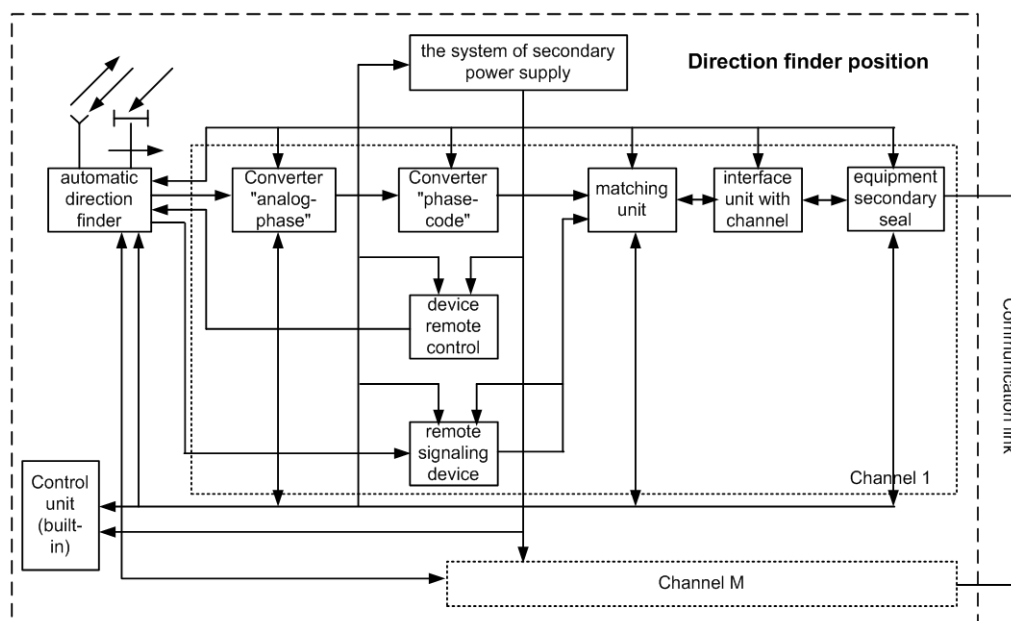 the system of secondary
power supply
Direction finder position
automatic
direction
finder
Converter
"analog-
phase"
Converter
"phase-
code"
matching
unit
interface
unit with
channel
equipment
secondary
seal
device
remote
control
remote
signaling
device
Channel 1
Control
unit
(built-
in)
Channel M
Communication link